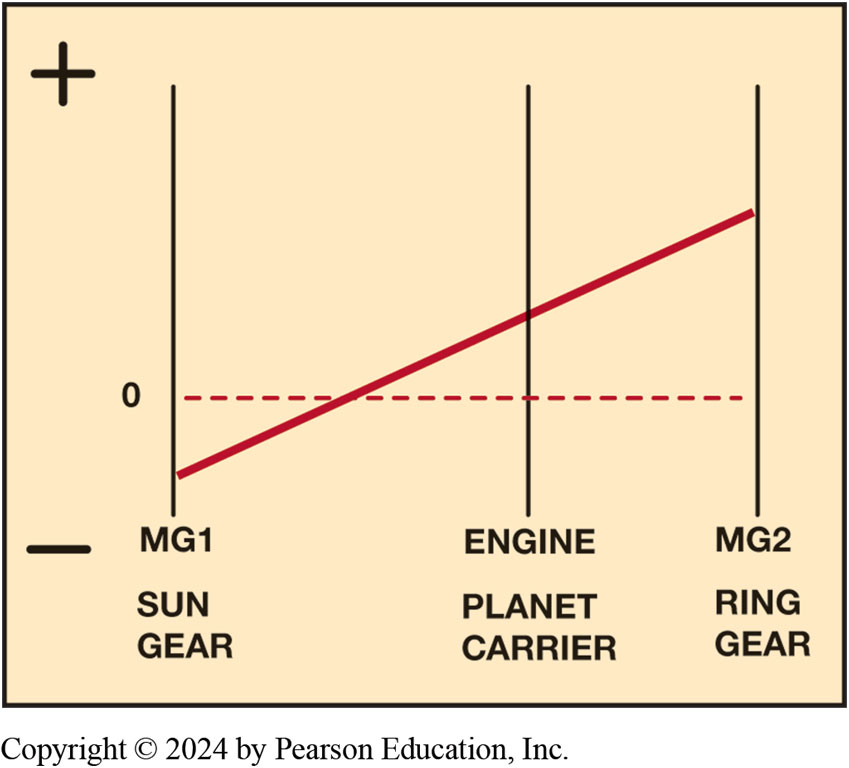 +
0
–
MG1
ENGINE
MG2
SUN
GEAR
PLANET
CARRIER
RING
GEAR
Copyright © 2024 by Pearson Education, Inc.